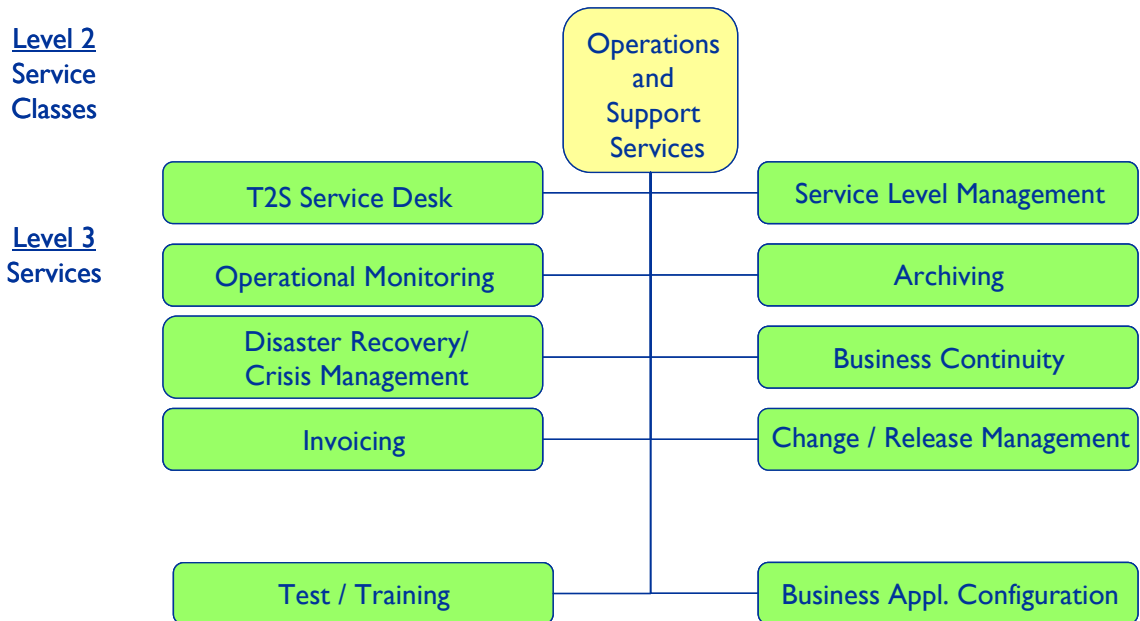 Level 2
Service
Classes
Operations
and
Support
Services
T2S Service Desk
Service Level Management
Level 3
Services
Operational Monitoring
Archiving
Disaster Recovery/
Crisis Management
Business Continuity
Invoicing
Change / Release Management
Test / Training
Business Appl. Configuration